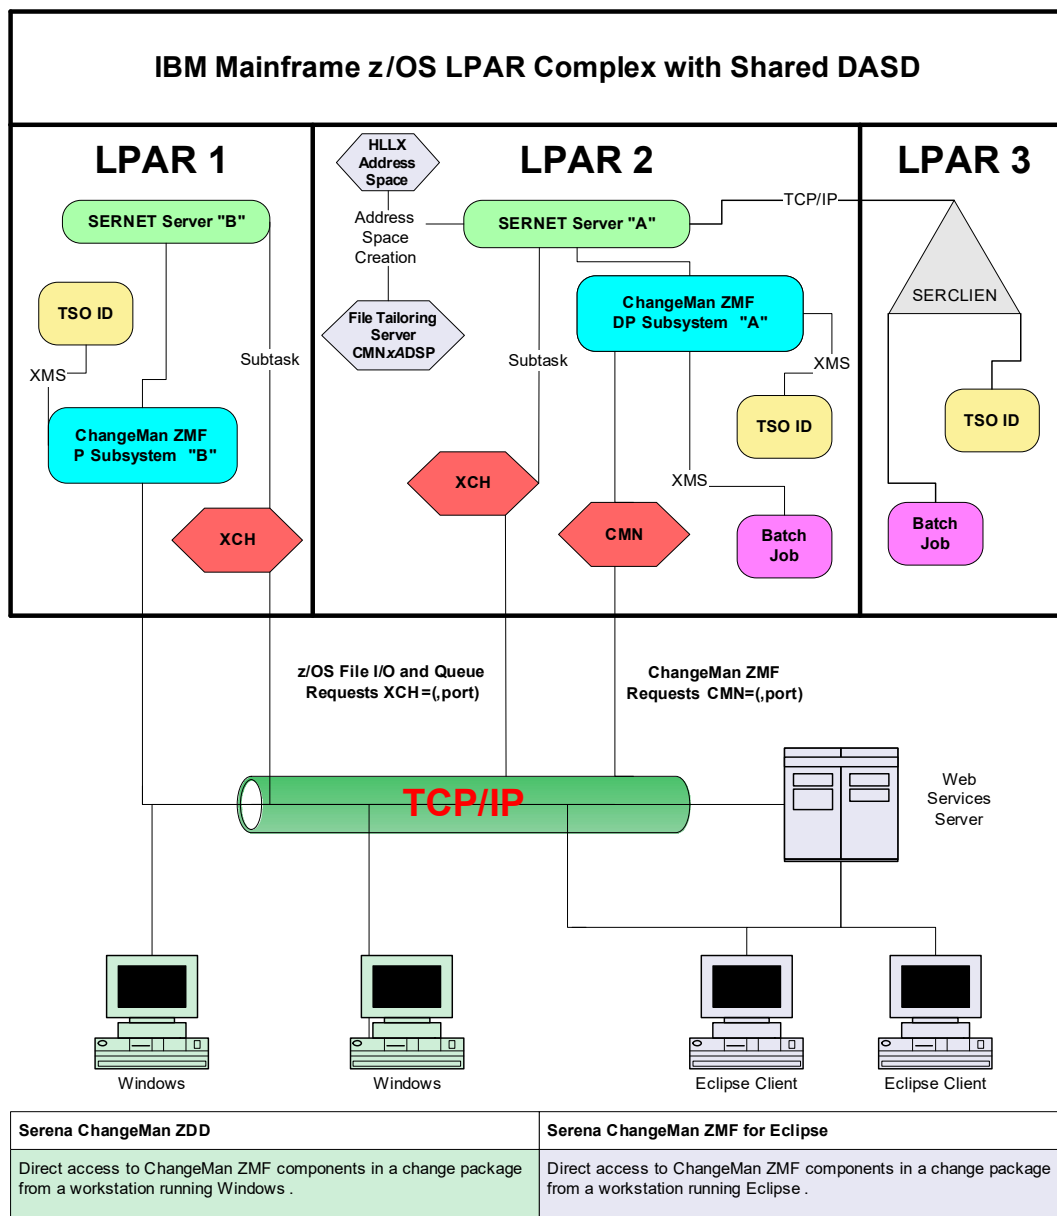 IBM Mainframe z/OS LPAR Complex with Shared DASD
LPAR 1
SERNET Server "B"
TSO ID
XMS
Subtask
ChangeMan ZMF
P Subsystem "B"
XCH
LPAR 2
HLLX
Address
Space
Address
Space
Creation
File Tailoring
Server
CMNxADSP
SERNET Server "A"
TCP/IP
ChangeMan ZMF
DP Subsystem "A"
Subtask
XMS
TSO ID
XCH
XMS
CMN
Batch
Job
LPAR 3
SERCLIEN
TSO ID
Batch
Job
z/OS File I/O and Queue
Requests XCH=(,port)
ChangeMan ZMF
Requests CMN=(,port)
TCP/IP
Web
Services
Server
Windows
Windows
Eclipse Client
Eclipse Client
Serena ChangeMan ZDD
Direct access to ChangeMan ZMF components in a change package
from a workstation running Windows .
Serena ChangeMan ZMF for Eclipse
Direct access to ChangeMan ZMF components in a change package
from a workstation running Eclipse .